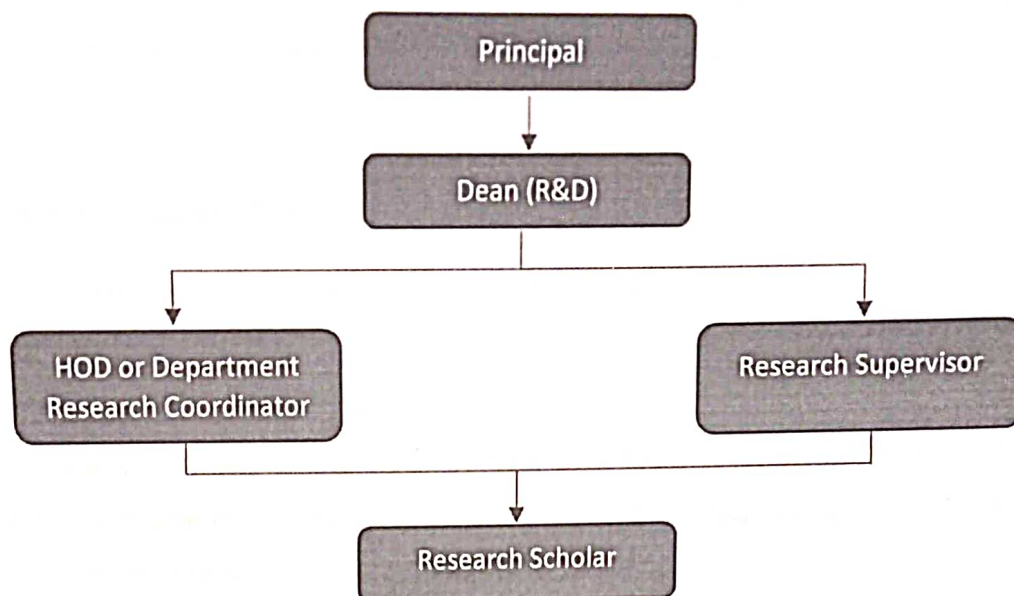 Principal
Dean (R&D)
HOD or Department
Research Coordinator
Research Supervisor
Research Scholar